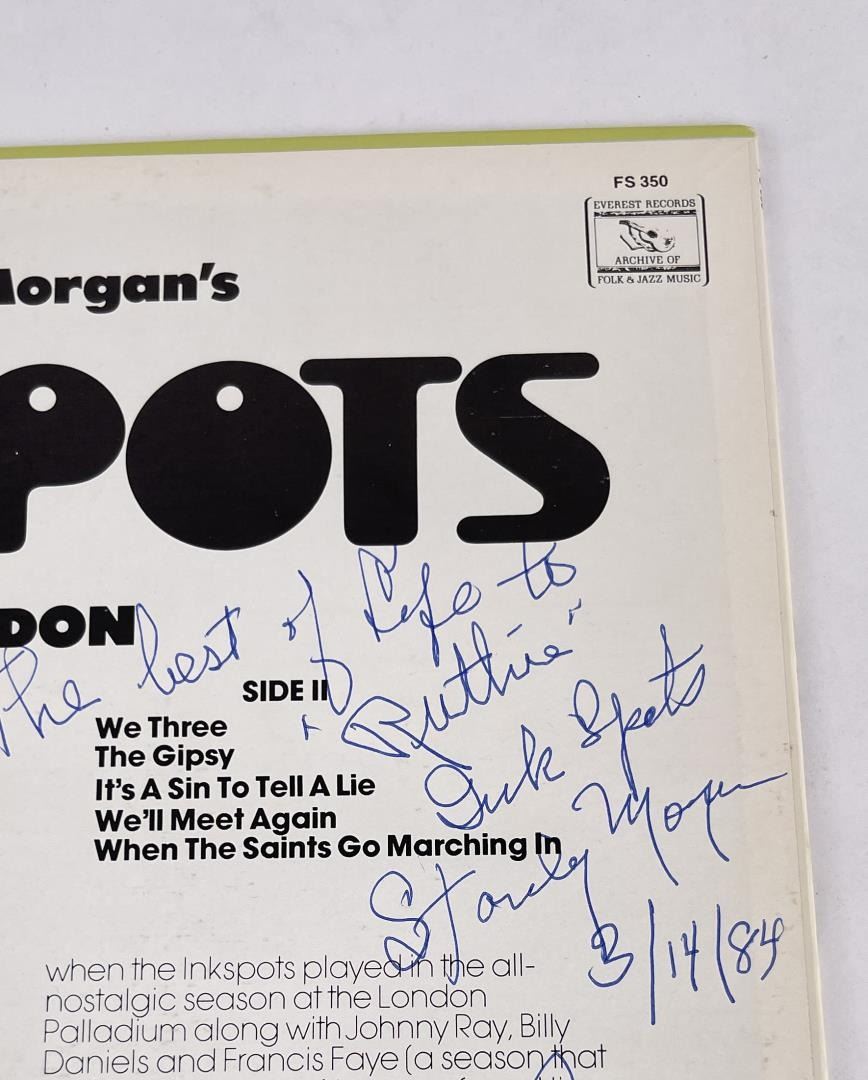 FS 350
EVEREST RECORDS
ARCHIVE OF
FOLK & JAZZ MUSIC
Morgan's
POTS
DON
The best of Life to
"Ruthie"
Ink Spots
Stanley Morgan
3/14/84
SIDE II
We Three
The Gipsy
It's A Sin To Tell A Lie
We'll Meet Again
When The Saints Go Marching In
when the Inkspots played in the all-
nostalgic season at the London
Palladium along with Johnny Ray, Billy
Daniels and Francis Faye (a season that